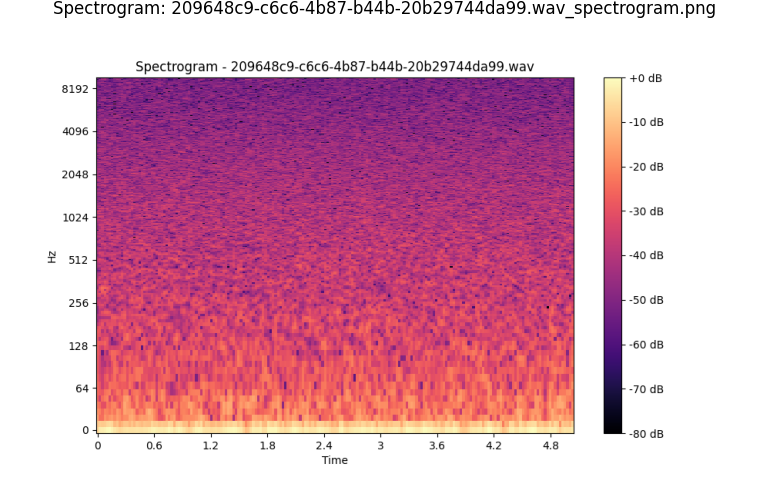 Spectrogram: 209648c9-c6c6-4b87-b44b-20b29744da99.wav_spectrogram.png
Spectrogram - 209648c9-c6c6-4b87-b44b-20b29744da99.wav
8192
4096
2048
1024
512
256
128
64
0
Hz
0 0.6 1.2 1.8 2.4 3 3.6 4.2 4.8
Time
+0 dB
-10 dB
-20 dB
-30 dB
-40 dB
-50 dB
-60 dB
-70 dB
-80 dB